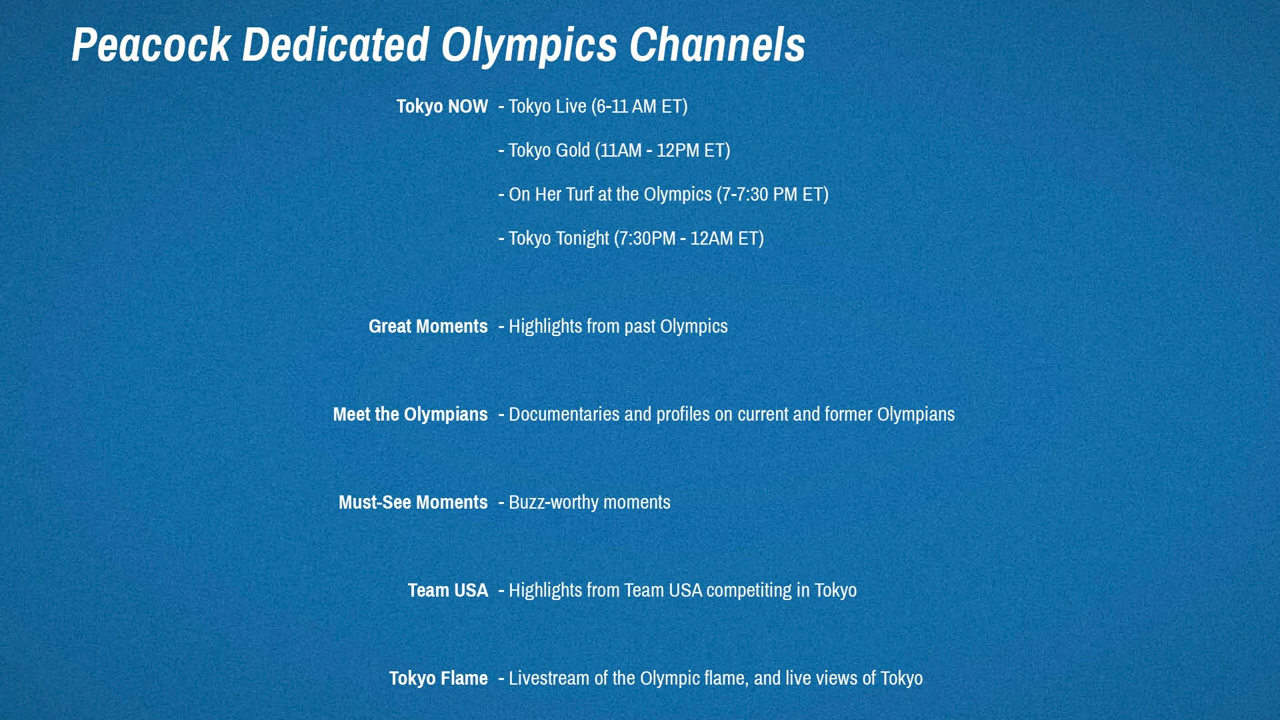 Peacock Dedicated Olympics Channels
Tokyo NOW - Tokyo Live (6-11 AM ET)
- Tokyo Gold (11AM - 12PM ET)
- On Her Turf at the Olympics (7-7:30 PM ET)
- Tokyo Tonight (7:30PM - 12AM ET)
Great Moments - Highlights from past Olympics
Meet the Olympians - Documentaries and profiles on current and former Olympians
Must-See Moments - Buzz-worthy moments
Team USA - Highlights from Team USA competiting in Tokyo
Tokyo Flame - Livestream of the Olympic flame, and live views of Tokyo